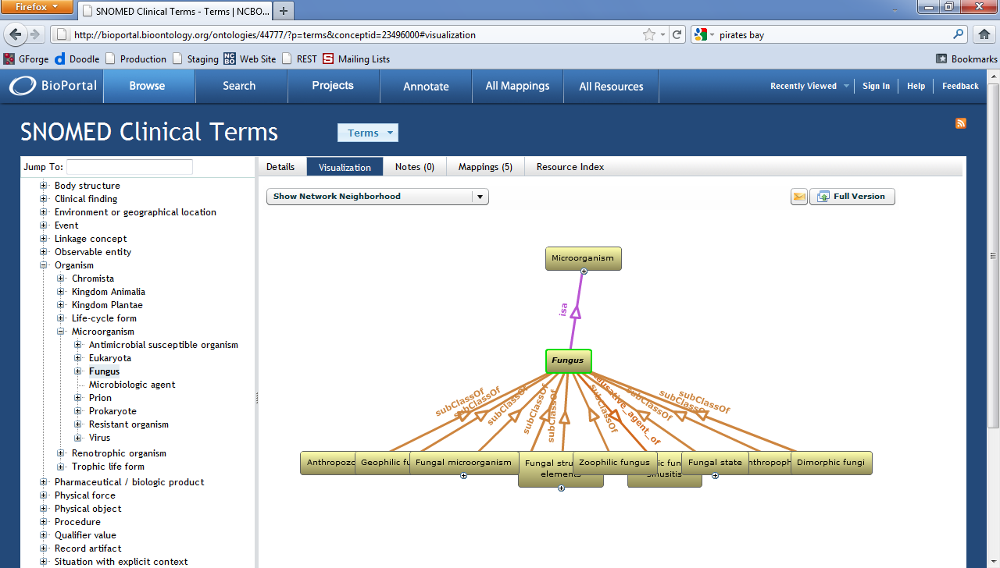 Firefox
SNOMED Clinical Terms - Terms | NCBO...
http://bioportal.bioontology.org/ontologies/44777/?p=terms&conceptid=23496000#visualization
pirates bay
GForge Doodle Production Staging NCBO Web Site REST Mailing Lists
Bookmarks
BioPortal Browse Search Projects Annotate All Mappings All Resources Recently Viewed Sign In Help Feedback
SNOMED Clinical Terms
Terms
Jump To:
Details Visualization Notes (0) Mappings (5) Resource Index
Show Network Neighborhood
Full Version
Body structure
Clinical finding
Environment or geographical location
Event
Linkage concept
Observable entity
Organism
Chromista
Kingdom Animalia
Kingdom Plantae
Life-cycle form
Microorganism
Antimicrobial susceptible organism
Eukaryota
Fungus
Microbiologic agent
Prion
Prokaryote
Resistant organism
Virus
Renotrophic organism
Trophic life form
Pharmaceutical / biologic product
Physical force
Physical object
Procedure
Qualifier value
Record artifact
Situation with explicit context
Microorganism
isa
Fungus
subClassOf
subClassOf
subClassOf
subClassOf
subClassOf
subClassOf
causative_agent_of
subClassOf
subClassOf
subClassOf
Geophilic fu
Fungal microorganism
Fungal stru
elements
Zoophilic fungus
sinusitis
Fungal state
Dimorphic fungi